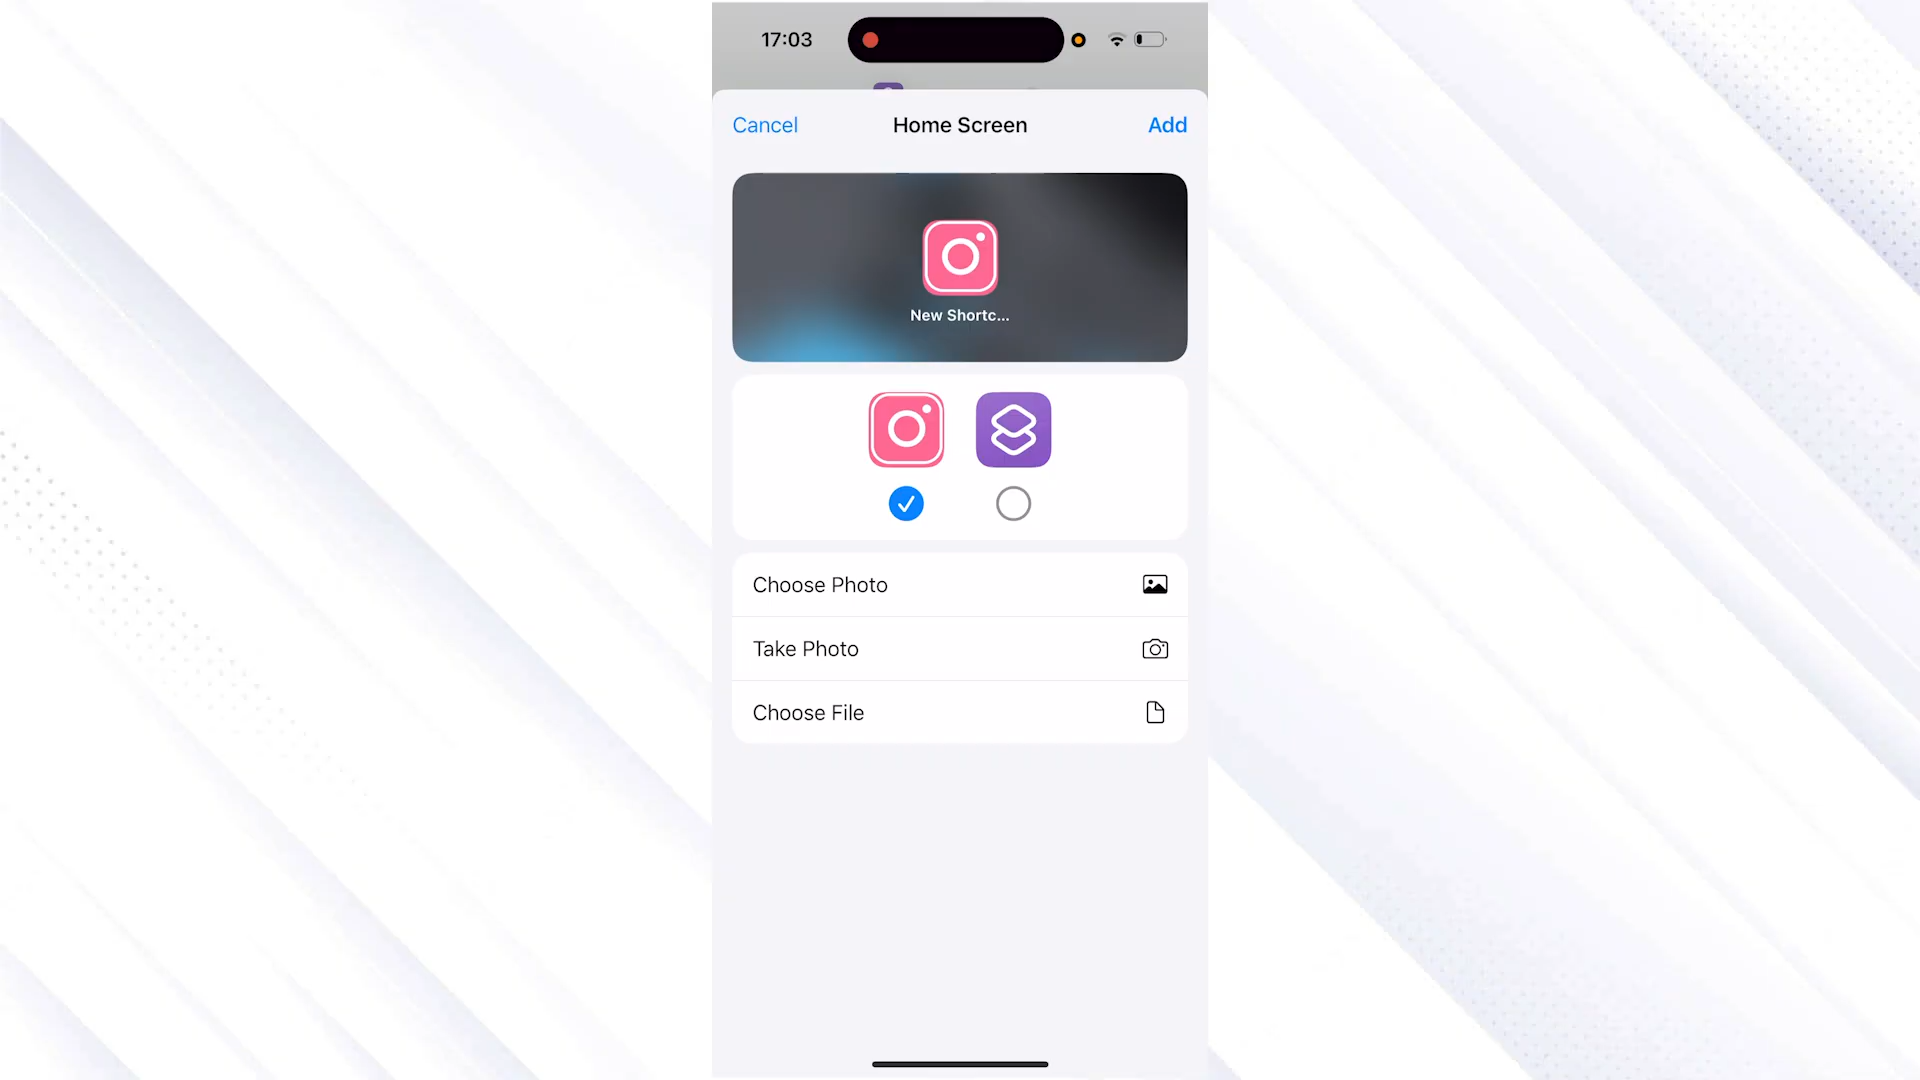 17:03
Cancel
Home Screen
Add
New Shortc...
Choose Photo
Take Photo
Choose File